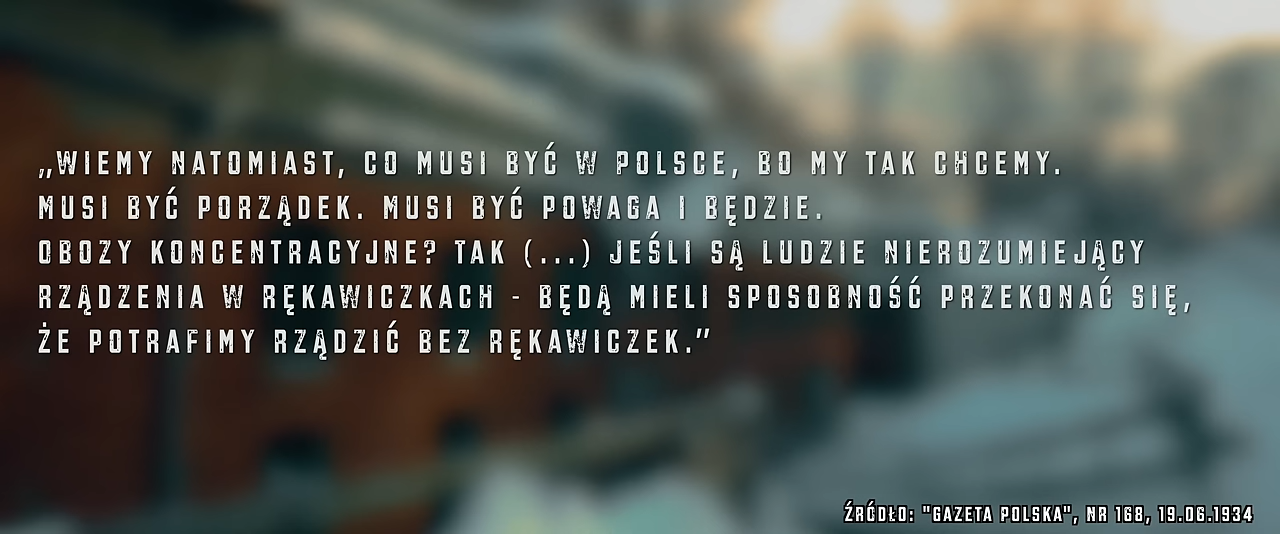 „WIEMY NATOMIAST, CO MUSI BYĆ W POLSCE, BO MY TAK CHCEMY.
MUSI BYĆ PORZĄDEK. MUSI BYĆ POWAGA I BĘDZIE.
OBOZY KONCENTRACYJNE? TAK (...) JEŚLI SĄ LUDZIE NIEROZUMIEJĄCY
RZĄDZENIA W RĘKAWICZKACH - BĘDĄ MIELI SPOSOBNOŚĆ PRZEKONAĆ SIĘ,
ŻE POTRAFIMY RZĄDZIĆ BEZ RĘKAWICZEK.”
ŹRÓDŁO: "GAZETA POLSKA", NR 168, 19.06.1934